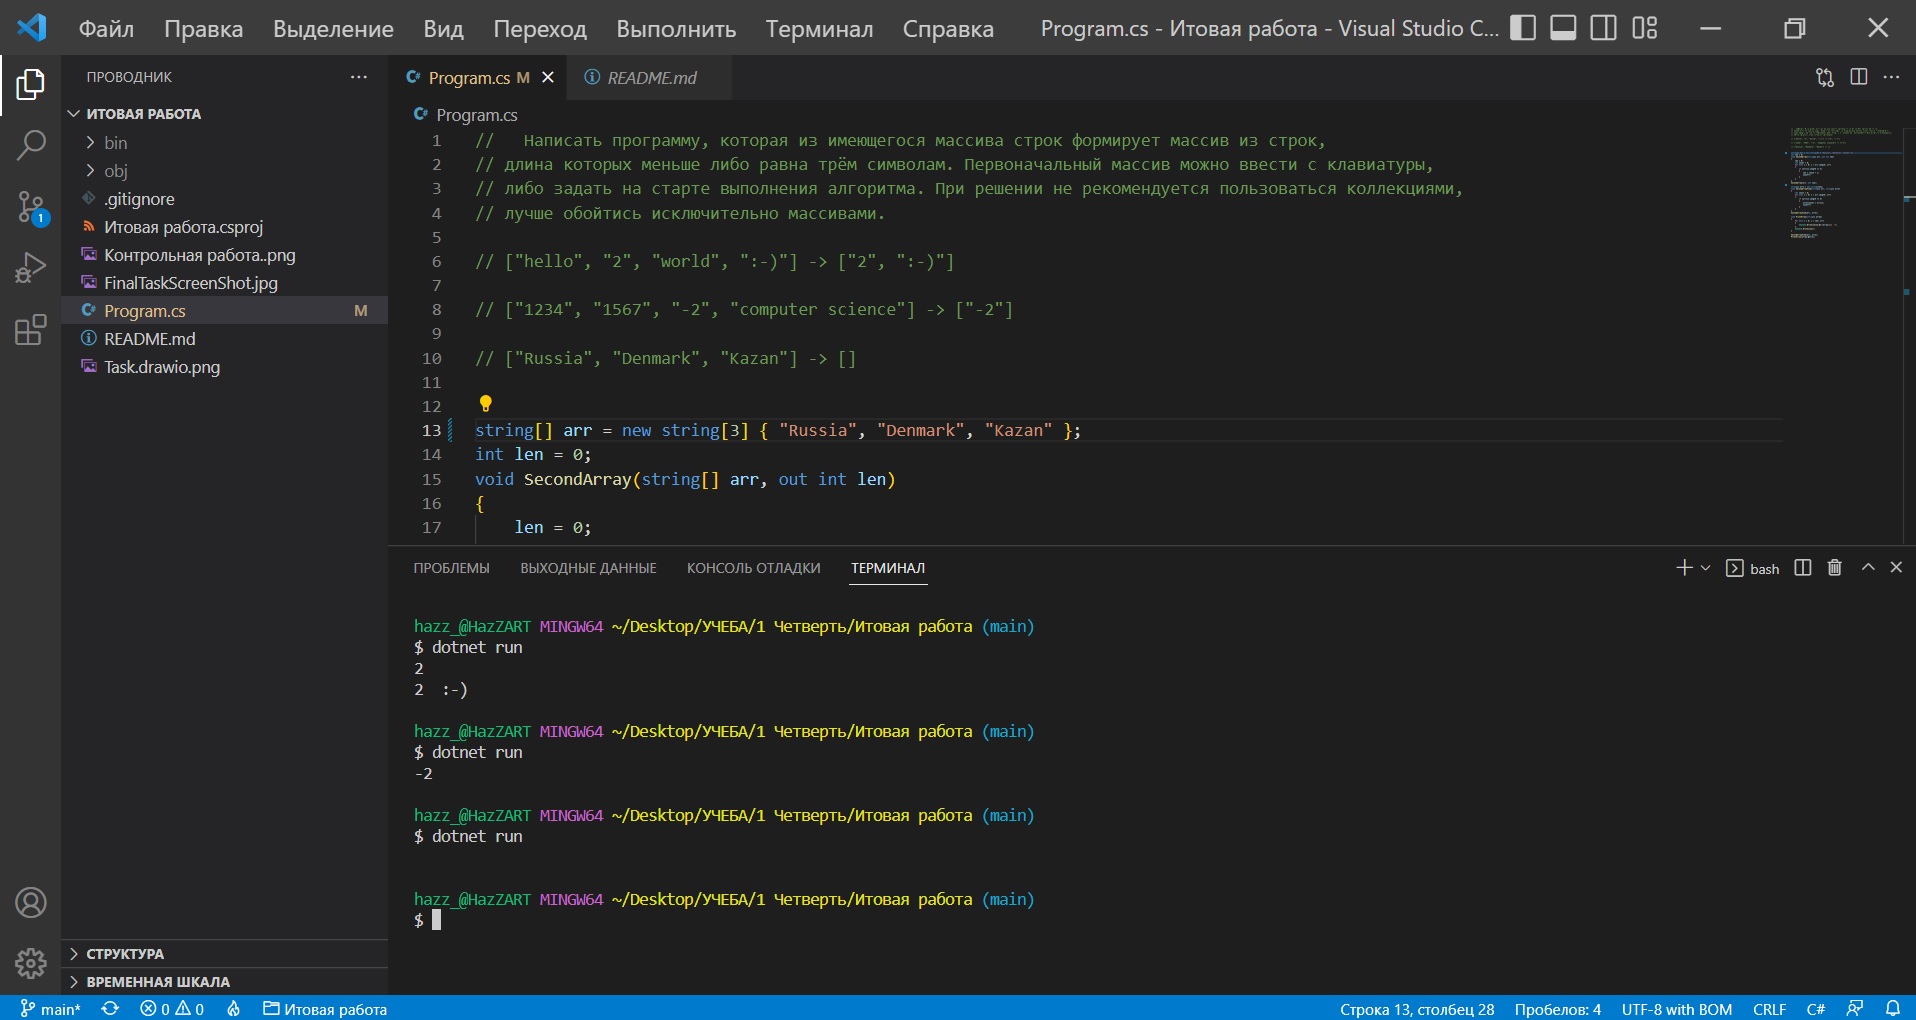 Файл Правка Выделение Вид Переход Выполнить Терминал Справка Program.cs - Итовая работа - Visual Studio C...
ПРОВОДНИК
ИТОВАЯ РАБОТА
bin
obj
.gitignore
Итовая работа.csproj
Контрольная работа..png
FinalTaskScreenShot.jpg
Program.cs M
README.md
Task.drawio.png
СТРУКТУРА
ВРЕМЕННАЯ ШКАЛА
1
Program.cs M README.md
Program.cs
1 // Написать программу, которая из имеющегося массива строк формирует массив из строк,
2 // длина которых меньше либо равна трём символам. Первоначальный массив можно ввести с клавиатуры,
3 // либо задать на старте выполнения алгоритма. При решении не рекомендуется пользоваться коллекциями,
4 // лучше обойтись исключительно массивами.
5
6 // ["hello", "2", "world", ":-)"] -> ["2", ":-)"]
7
8 // ["1234", "1567", "-2", "computer science"] -> ["-2"]
9
10 // ["Russia", "Denmark", "Kazan"] -> []
11
12
13 string[] arr = new string[3] { "Russia", "Denmark", "Kazan" };
14 int len = 0;
15 void SecondArray(string[] arr, out int len)
16 {
17 len = 0;
ПРОБЛЕМЫ ВЫХОДНЫЕ ДАННЫЕ КОНСОЛЬ ОТЛАДКИ ТЕРМИНАЛ bash
hazz_@HazZART MINGW64 ~/Desktop/УЧЕБА/1 Четверть/Итовая работа (main)
$ dotnet run
2
2 :-)
hazz_@HazZART MINGW64 ~/Desktop/УЧЕБА/1 Четверть/Итовая работа (main)
$ dotnet run
-2
hazz_@HazZART MINGW64 ~/Desktop/УЧЕБА/1 Четверть/Итовая работа (main)
$ dotnet run
hazz_@HazZART MINGW64 ~/Desktop/УЧЕБА/1 Четверть/Итовая работа (main)
$
main* 0 0 Итовая работа Строка 13, столбец 28 Пробелов: 4 UTF-8 with BOM CRLF C#